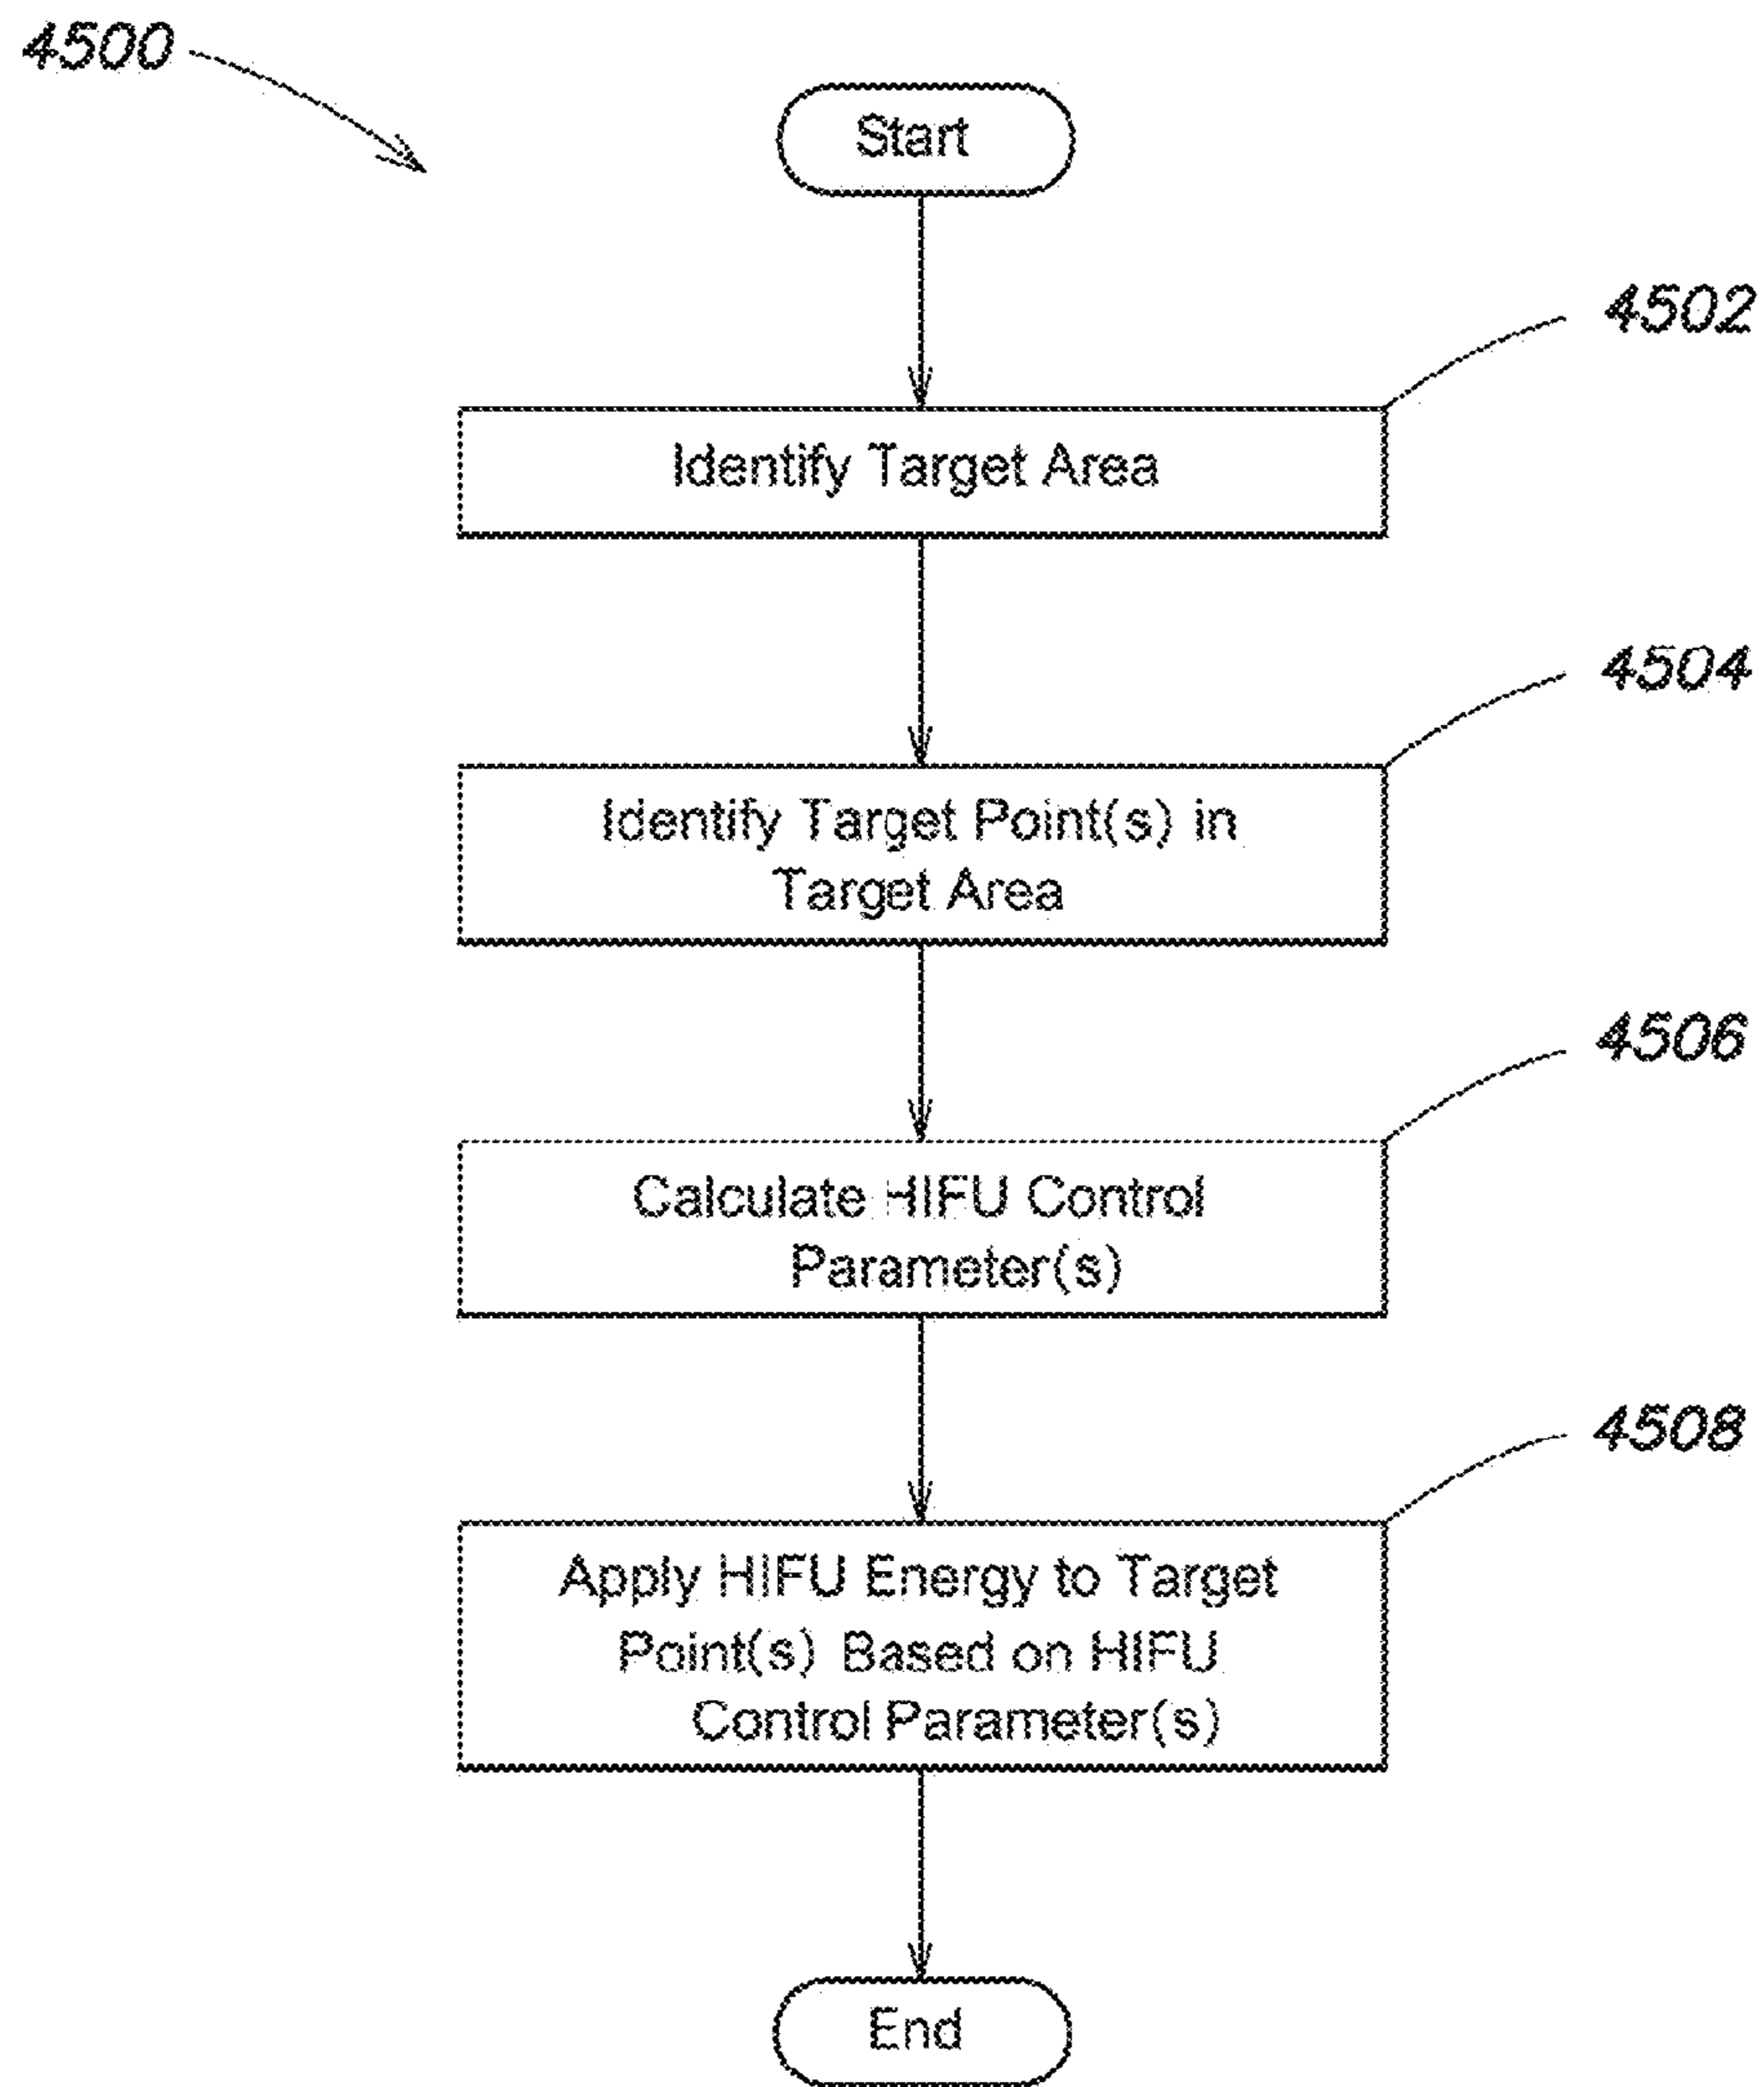 4500
Start
4502
Identify Target Area
4504
Identify Target Point(s) in
Target Area
4506
Calculate HIFU Control
Parameter(s)
4508
Apply HIFU Energy to Target
Point(s) Based on HIFU
Control Parameter(s)
End